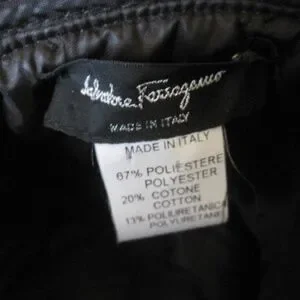 Salvatore Ferragamo
MADE IN ITALY
MADE IN ITALY
67% POLIESTERE
POLYESTER
20% COTONE
COTTON
13% POLIURETANICA
POLYURETANE